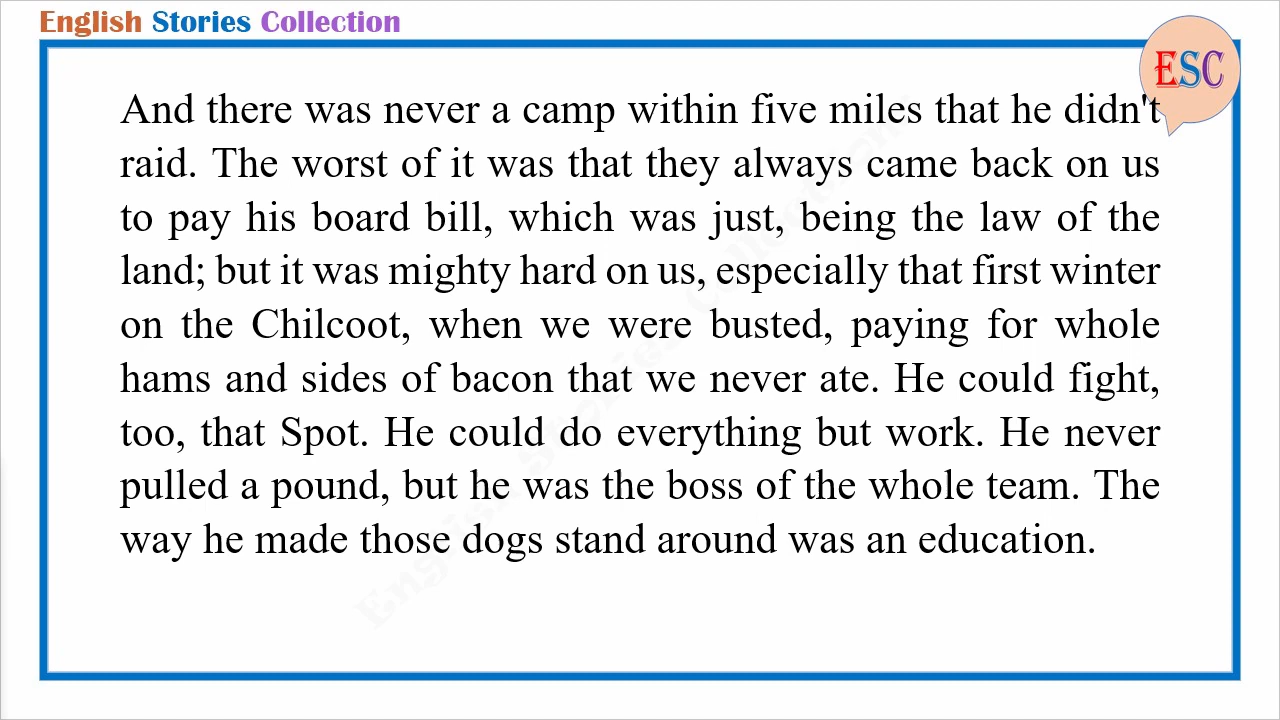 English Stories Collection
ESC
And there was never a camp within five miles that he didn't
raid. The worst of it was that they always came back on us
to pay his board bill, which was just, being the law of the
land; but it was mighty hard on us, especially that first winter
on the Chilcoot, when we were busted, paying for whole
hams and sides of bacon that we never ate. He could fight,
too, that Spot. He could do everything but work. He never
pulled a pound, but he was the boss of the whole team. The
way he made those dogs stand around was an education.
English Stories Collection